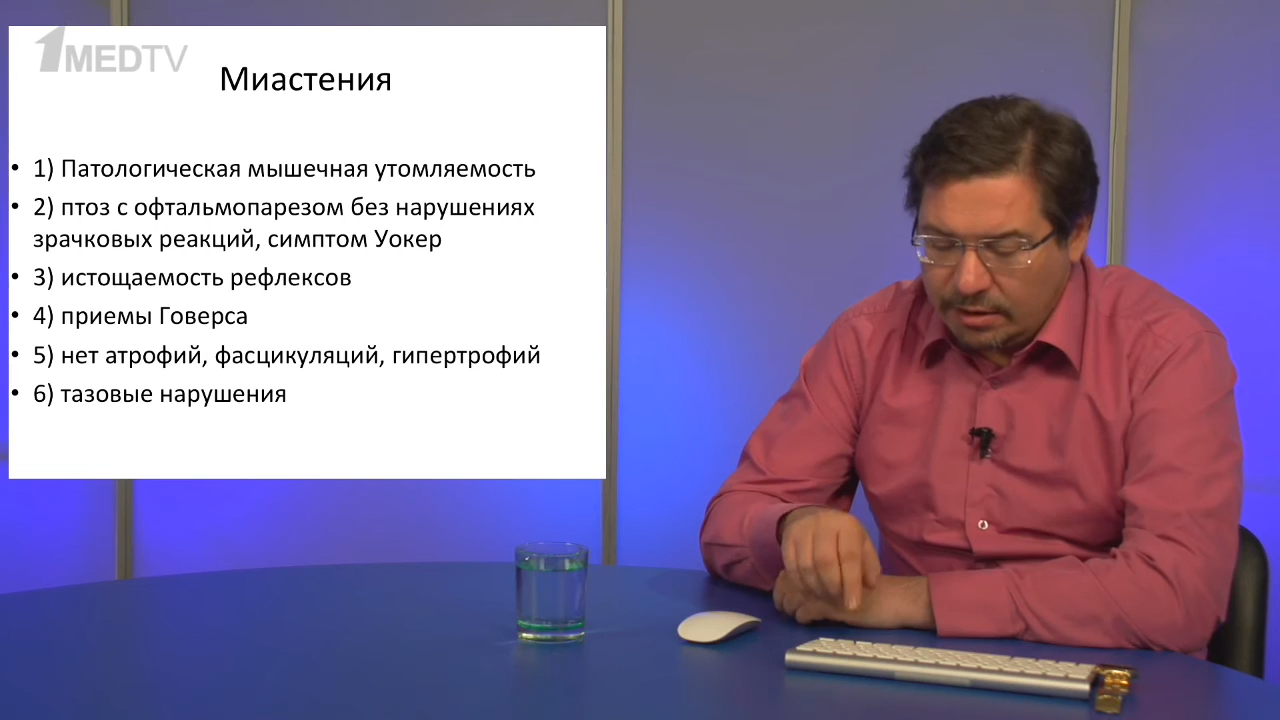 1MEDTV
Миастения
• 1) Патологическая мышечная утомляемость
• 2) птоз с офтальмопарезом без нарушениях
зрачковых реакций, симптом Уокер
• 3) истощаемость рефлексов
• 4) приемы Говерса
• 5) нет атрофий, фасцикуляций, гипертрофий
• 6) тазовые нарушения